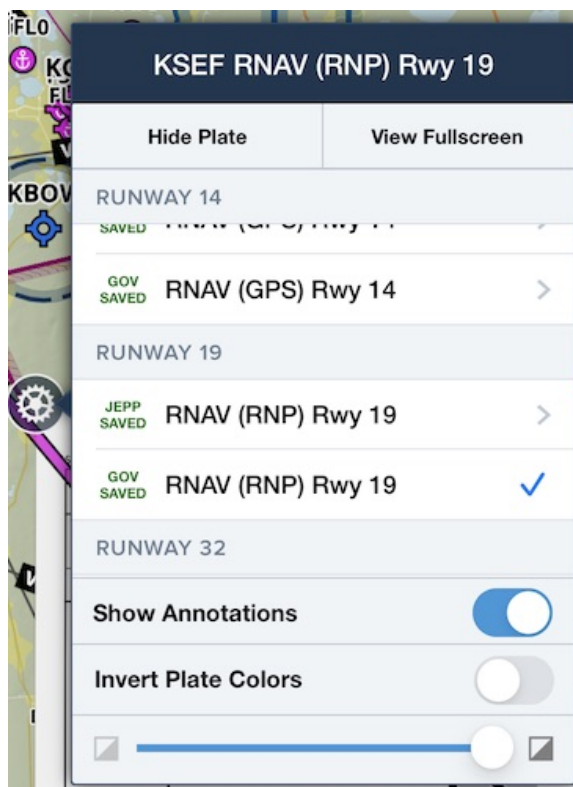 FLO
KSEF RNAV (RNP) Rwy 19
Hide Plate
View Fullscreen
KBOV
RUNWAY 14
SAVED
GOV
SAVED
RNAV (GPS) Rwy 14
RUNWAY 19
JEPP
SAVED
RNAV (RNP) Rwy 19
GOV
SAVED
RNAV (RNP) Rwy 19
RUNWAY 32
Show Annotations
Invert Plate Colors